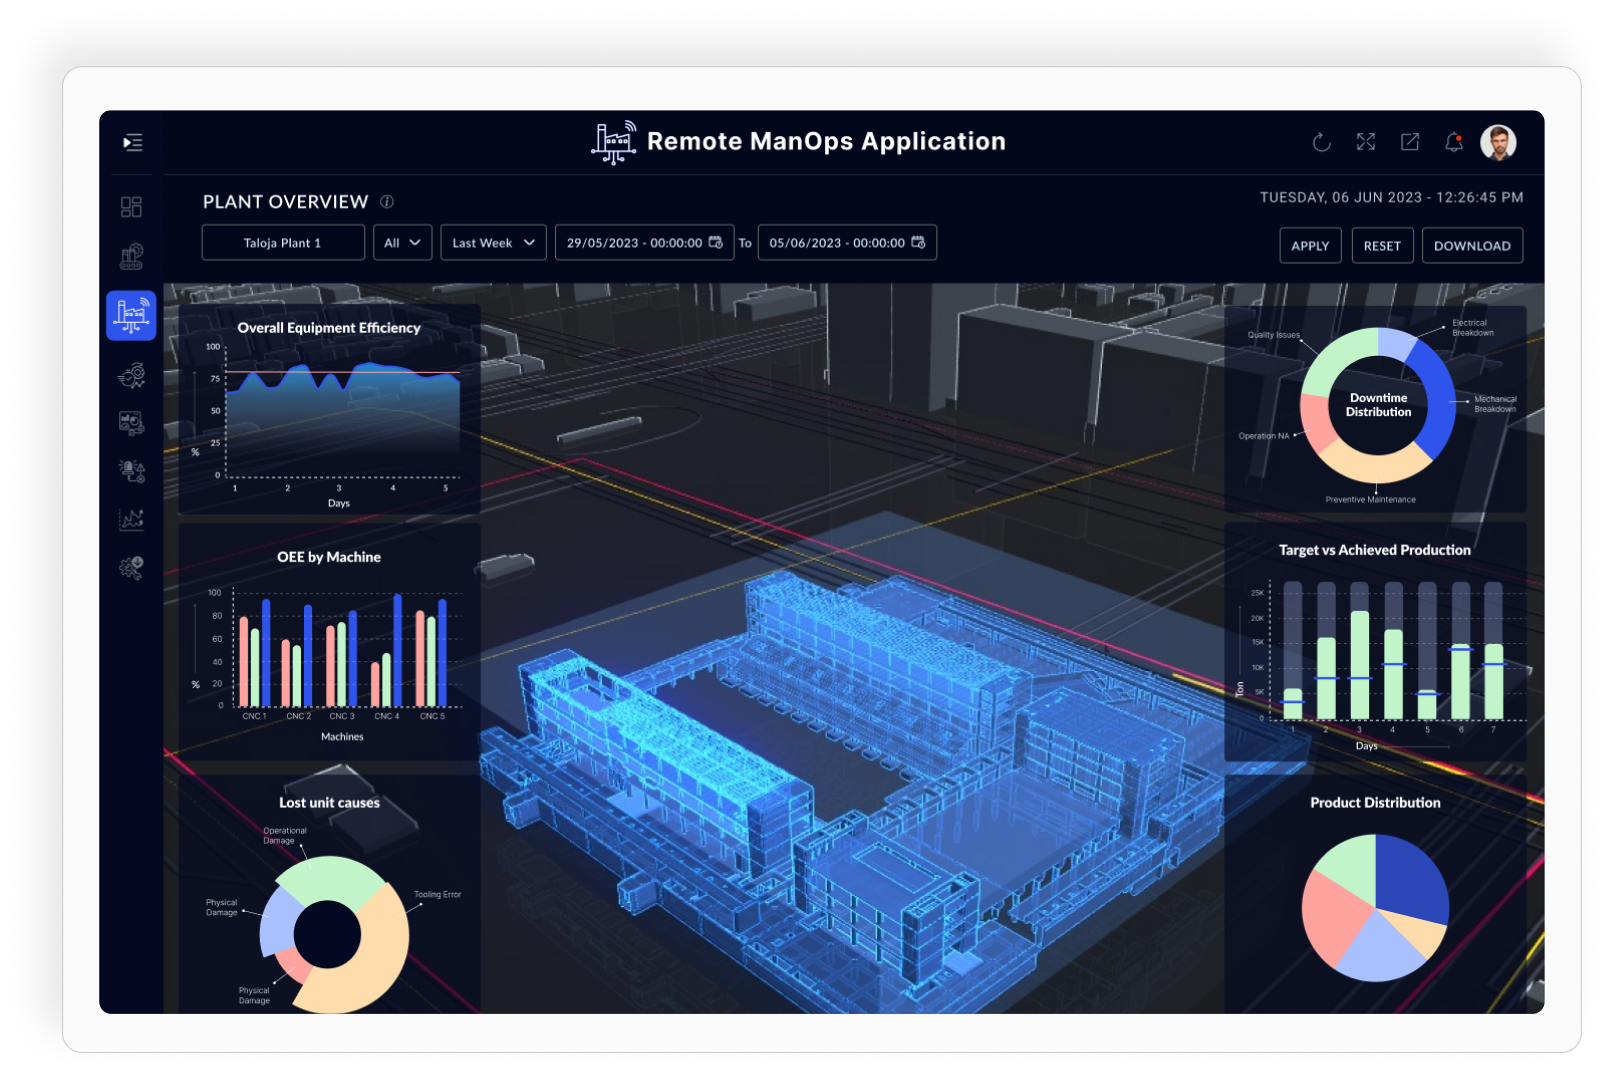 Remote ManOps Application
PLANT OVERVIEW
TUESDAY, 06 JUN 2023 - 12:26:45 PM
Taloja Plant 1
All
Last Week
29/05/2023 - 00:00:00
To
05/06/2023 - 00:00:00
APPLY
RESET
DOWNLOAD
Overall Equipment Efficiency
100
75
50
25
0
%
1
2
3
4
5
Days
OEE by Machine
100
80
60
40
20
0
%
CNC 1
CNC 2
CNC 3
CNC 4
CNC 5
Machines
Lost unit causes
Operational
Damage
Tooling Error
Physical
Damage
Physical
Damage
Electrical
Breakdown
Quality Issues
Downtime
Distribution
Mechanical
Breakdown
Operation NA
Preventive Maintenance
Target vs Achieved Production
25K
20K
15K
10K
5K
0
Ton
1
2
3
4
5
6
7
Days
Product Distribution